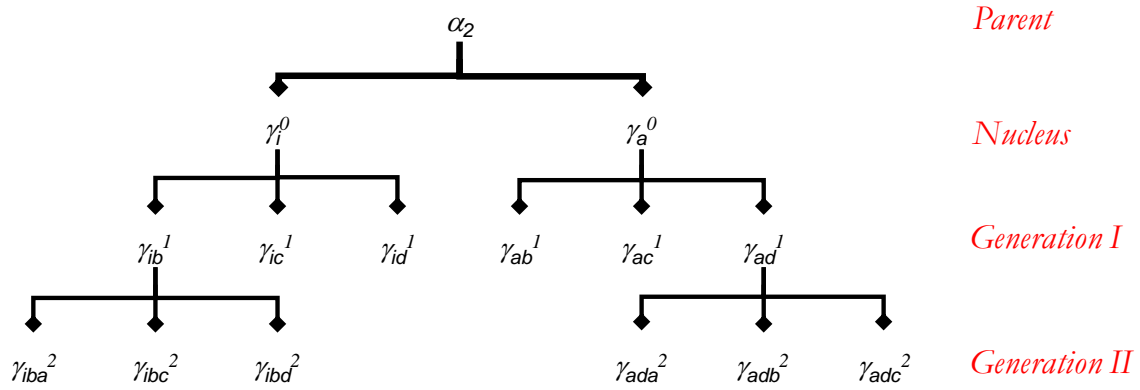 α₂ Parent
γᵢ⁰ γₐ⁰ Nucleus
γib¹ γic¹ γid¹ γab¹ γac¹ γad¹ Generation I
γiba² γibc² γibd² γada² γadb² γadc² Generation II